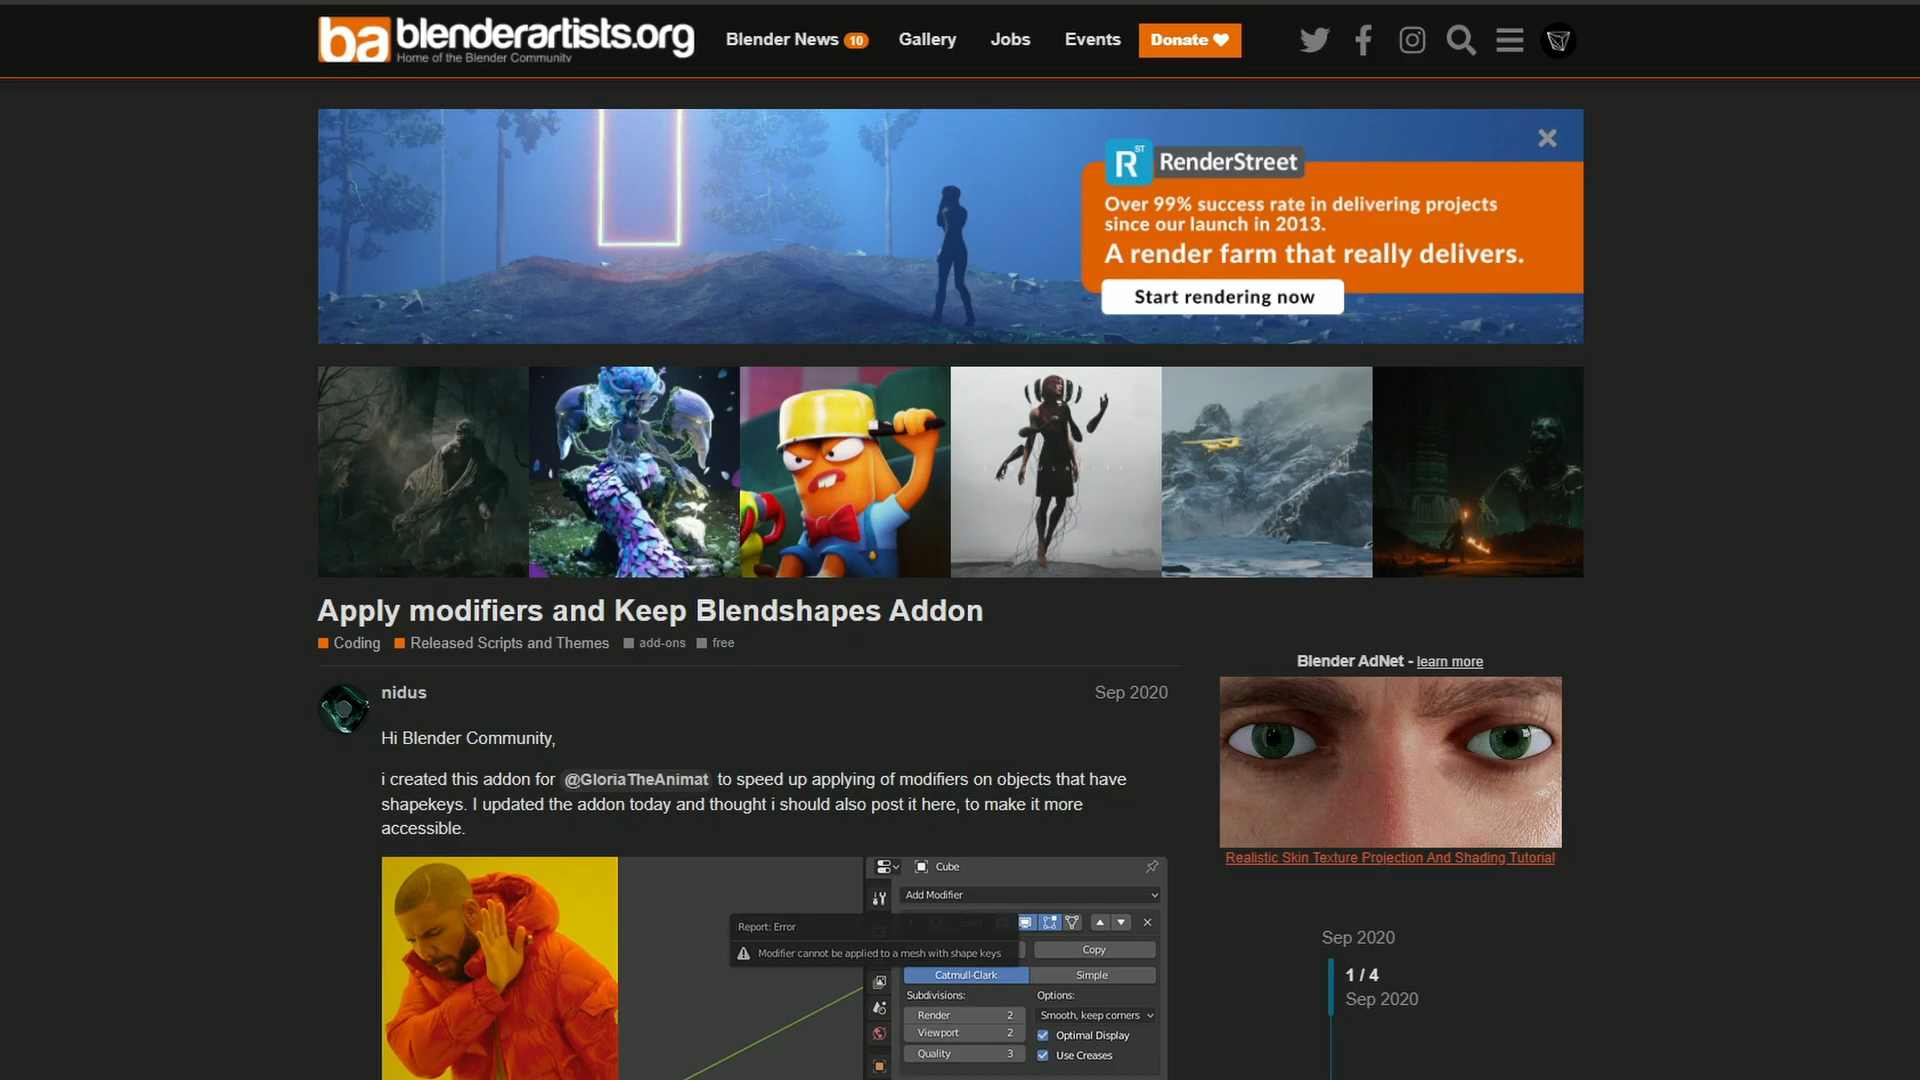 ba blenderartists.org
Home of the Blender Community
Blender News 10
Gallery
Jobs
Events
Donate
R ST RenderStreet
Over 99% success rate in delivering projects
since our launch in 2013.
A render farm that really delivers.
Start rendering now
Apply modifiers and Keep Blendshapes Addon
Coding
Released Scripts and Themes
add-ons
free
Blender AdNet - learn more
nidus
Sep 2020
Hi Blender Community,
i created this addon for @GloriaTheAnimat to speed up applying of modifiers on objects that have
shapekeys. I updated the addon today and thought i should also post it here, to make it more
accessible.
Realistic Skin Texture Projection And Shading Tutorial
Cube
Add Modifier
Report: Error
Modifier cannot be applied to a mesh with shape keys
Copy
Catmull-Clark
Simple
Subdivisions:
Options:
Render 2
Smooth, keep corners
Viewport 2
Optimal Display
Quality 3
Use Creases
Sep 2020
1 / 4
Sep 2020